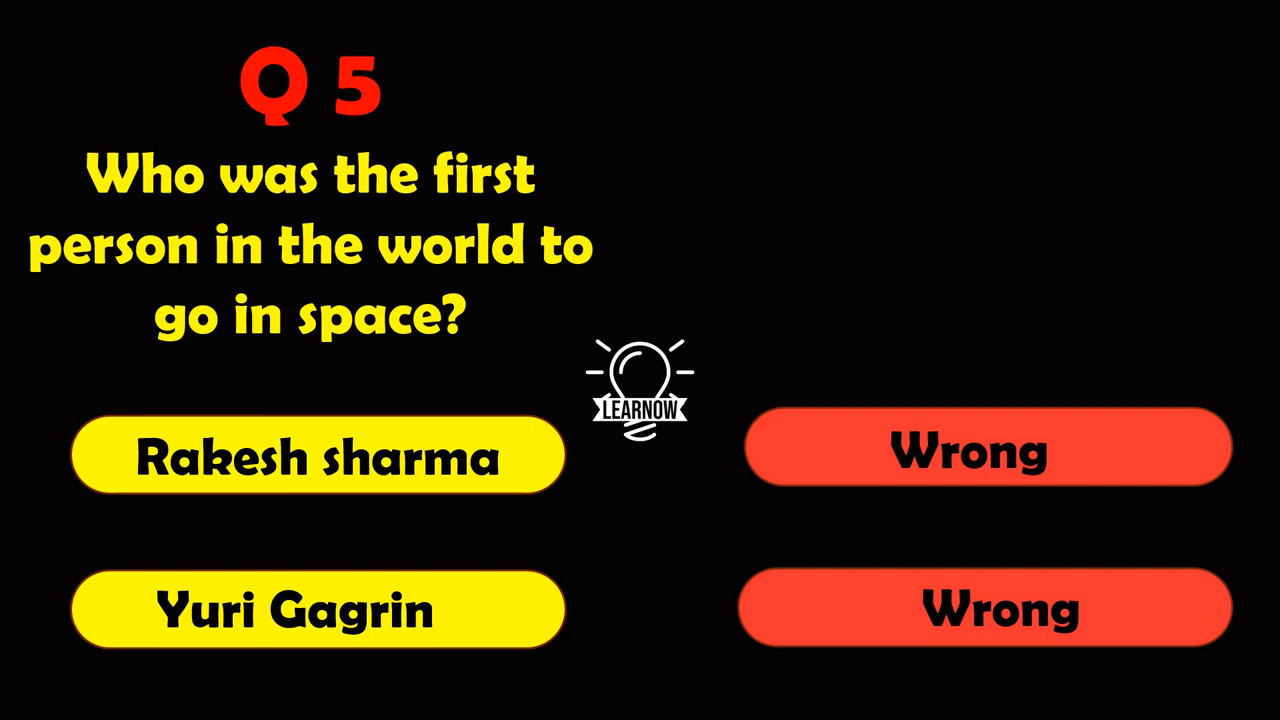 Q 5
Who was the first
person in the world to
go in space?
LEARNOW
Rakesh sharma
Wrong
Yuri Gagrin
Wrong